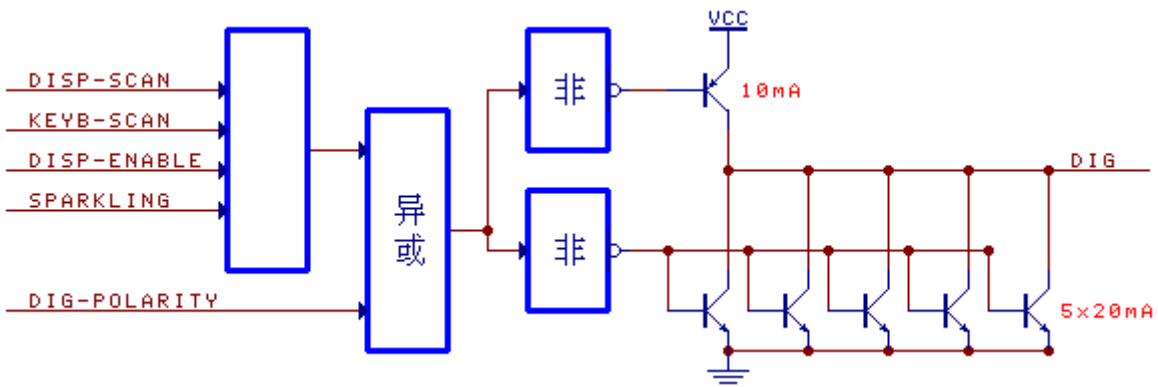 VCC
DISP-SCAN
非
10mA
KEYB-SCAN
DISP-ENABLE
DIG
SPARKLING
异
或
非
DIG-POLARITY
5x20mA